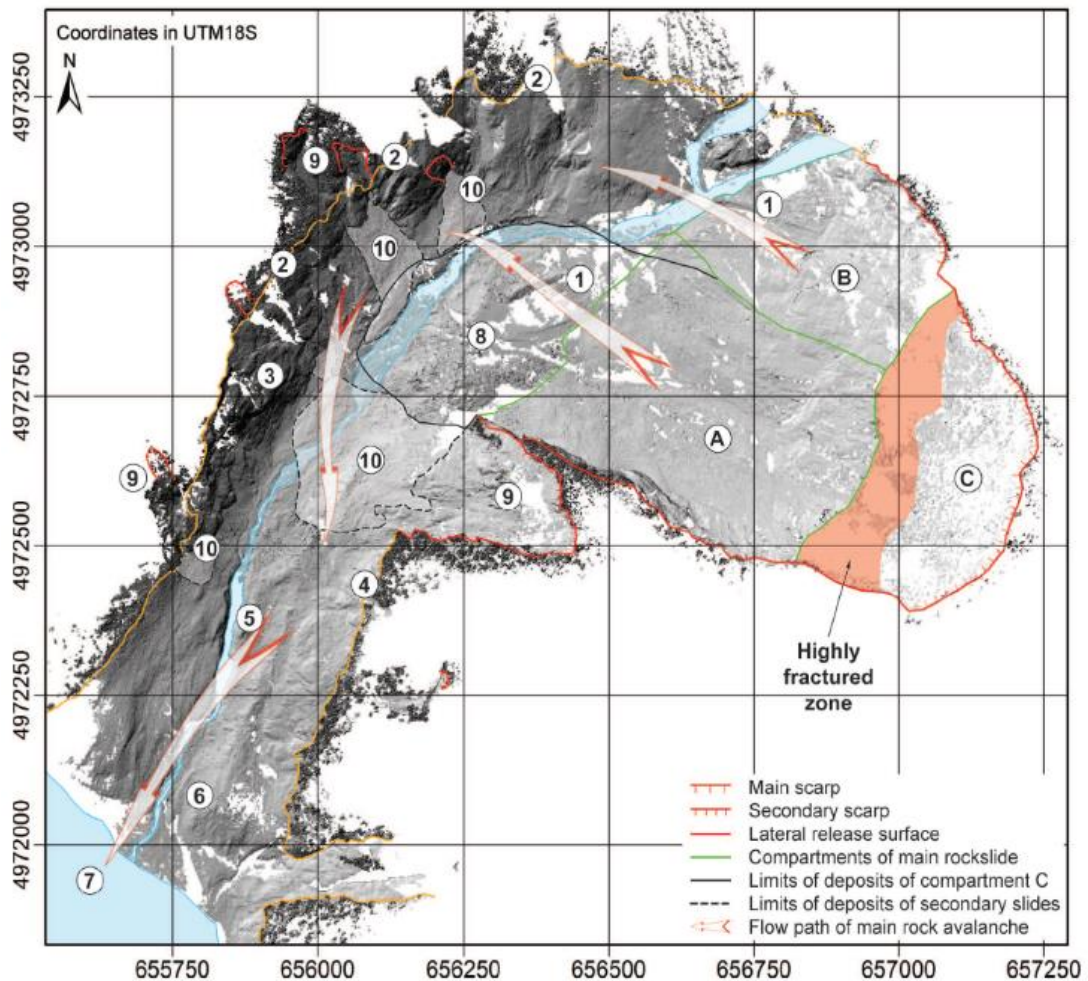 Coordinates in UTM18S
N
4973250
4973000
4972750
4972500
4972250
4972000
2
9
2
10
1
2
10
1
B
8
3
A
10
9
C
9
10
4
5
Highly
fractured
zone
6
7
Main scarp
Secondary scarp
Lateral release surface
Compartments of main rockslide
Limits of deposits of compartment C
Limits of deposits of secondary slides
Flow path of main rock avalanche
655750 656000 656250 656500 656750 657000 657250